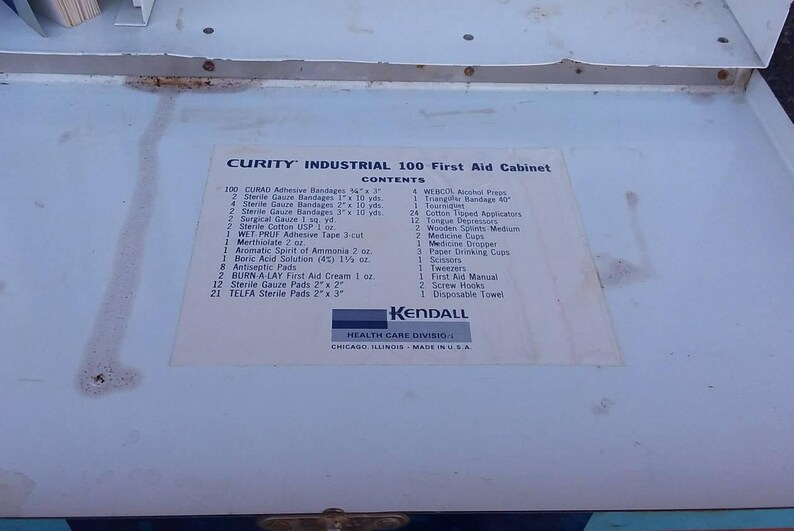 CURITY® INDUSTRIAL 100 First Aid Cabinet
CONTENTS
100 CURAD Adhesive Bandages ¾" x 3"
2 Sterile Gauze Bandages 1" x 10 yds.
4 Sterile Gauze Bandages 2" x 10 yds.
2 Sterile Gauze Bandages 3" x 10 yds.
2 Surgical Gauze 1 sq. yd.
2 Sterile Cotton USP 1 oz.
1 WET-PRUF Adhesive Tape 3-cut
1 Merthiolate 2 oz.
1 Aromatic Spirit of Ammonia 2 oz.
1 Boric Acid Solution (4%) 1½ oz.
8 Antiseptic Pads
2 BURN-A-LAY First Aid Cream 1 oz.
12 Sterile Gauze Pads 2" x 2"
21 TELFA Sterile Pads 2" x 3"
4 WEBCOL Alcohol Preps
1 Triangular Bandage 40"
1 Tourniquet
24 Cotton Tipped Applicators
12 Tongue Depressors
2 Wooden Splints-Medium
2 Medicine Cups
1 Medicine Dropper
3 Paper Drinking Cups
1 Scissors
1 Tweezers
1 First Aid Manual
2 Screw Hooks
1 Disposable Towel
KENDALL
HEALTH CARE DIVISION
CHICAGO, ILLINOIS - MADE IN U.S.A.